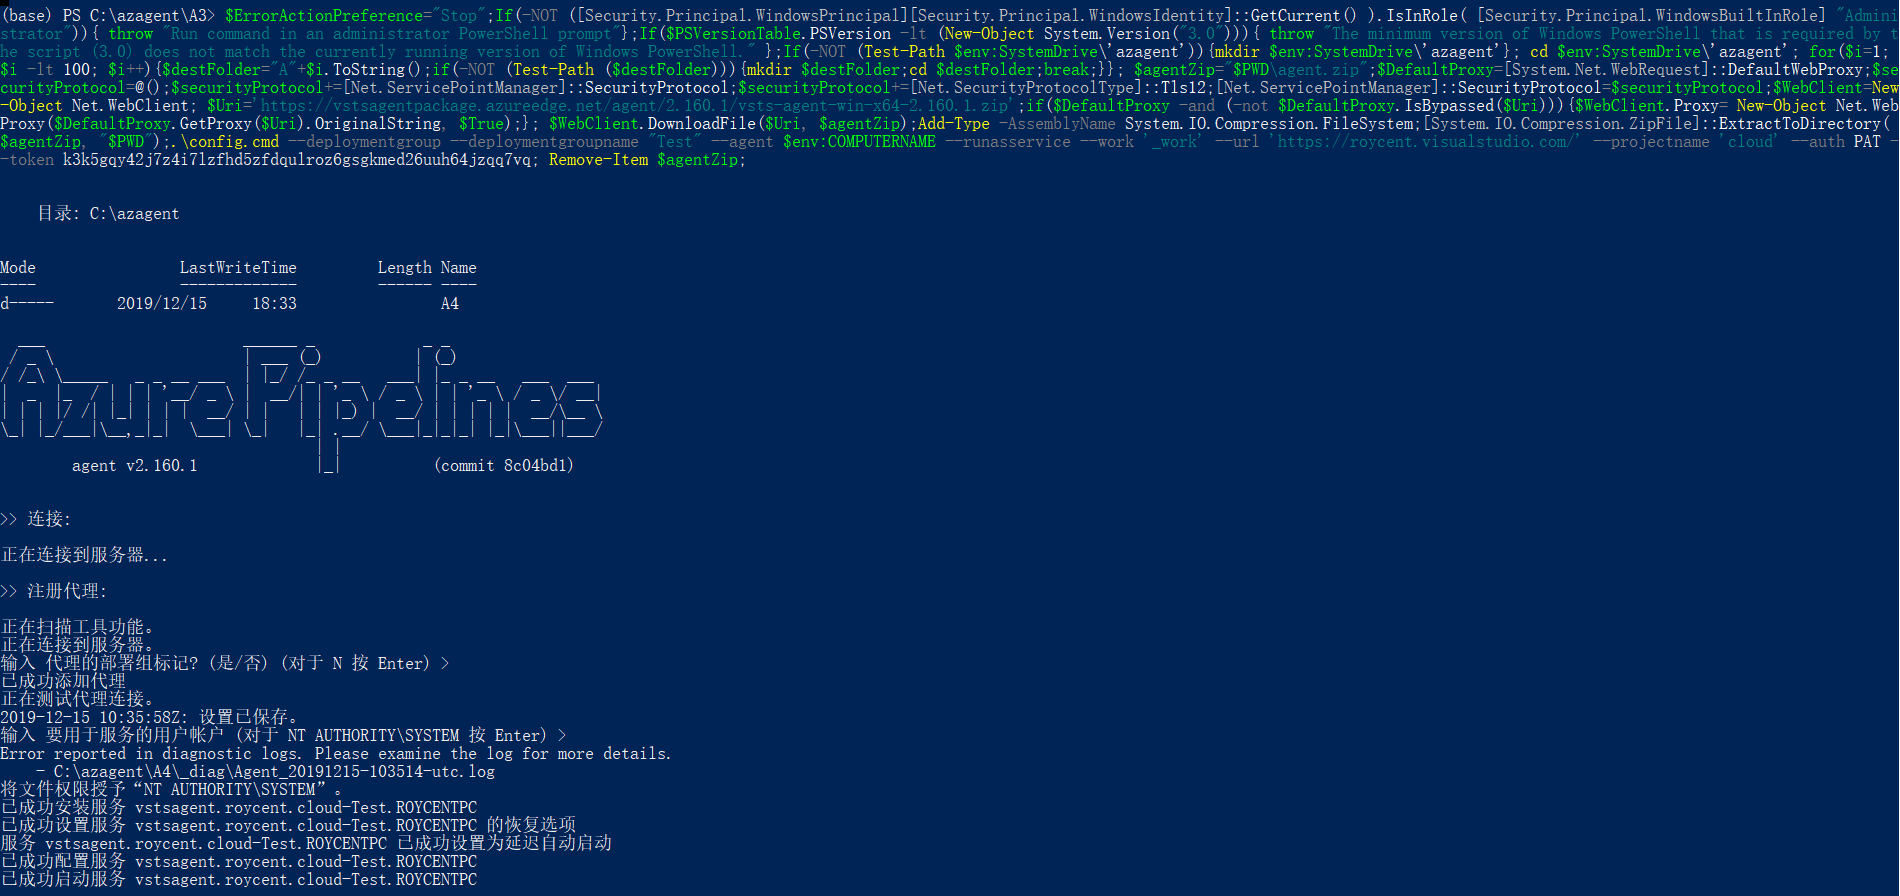 (base) PS C:\azagent\A3> $ErrorActionPreference="Stop";If(-NOT ([Security.Principal.WindowsPrincipal][Security.Principal.WindowsIdentity]::GetCurrent() ).IsInRole( [Security.Principal.WindowsBuiltInRole] "Admini
strator")){ throw "Run command in an administrator PowerShell prompt"};If($PSVersionTable.PSVersion -lt (New-Object System.Version("3.0"))){ throw "The minimum version of Windows PowerShell that is required by t
he script (3.0) does not match the currently running version of Windows PowerShell." };If(-NOT (Test-Path $env:SystemDrive\'azagent')){mkdir $env:SystemDrive\'azagent'}; cd $env:SystemDrive\'azagent'; for($i=1;
$i -lt 100; $i++){$destFolder="A"+$i.ToString();if(-NOT (Test-Path ($destFolder))){mkdir $destFolder;cd $destFolder;break;}}; $agentZip="$PWD\agent.zip";$DefaultProxy=[System.Net.WebRequest]::DefaultWebProxy;$se
curityProtocol=@();$securityProtocol+=[Net.ServicePointManager]::SecurityProtocol;$securityProtocol+=[Net.SecurityProtocolType]::Tls12;[Net.ServicePointManager]::SecurityProtocol=$securityProtocol;$WebClient=New
-Object Net.WebClient; $Uri='https://vstsagentpackage.azureedge.net/agent/2.160.1/vsts-agent-win-x64-2.160.1.zip';if($DefaultProxy -and (-not $DefaultProxy.IsBypassed($Uri))){$WebClient.Proxy= New-Object Net.Web
Proxy($DefaultProxy.GetProxy($Uri).OriginalString, $True);}; $WebClient.DownloadFile($Uri, $agentZip);Add-Type -AssemblyName System.IO.Compression.FileSystem;[System.IO.Compression.ZipFile]::ExtractToDirectory(
$agentZip, "$PWD");.\config.cmd --deploymentgroup --deploymentgroupname "Test" --agent $env:COMPUTERNAME --runasservice --work '_work' --url 'https://roycent.visualstudio.com/' --projectname 'cloud' --auth PAT -
-token k3k5gqy42j7z4i7lzfhd5zfdqulroz6gsgkmed26uuh64jzqq7vq; Remove-Item $agentZip;
目录: C:\azagent
Mode LastWriteTime Length Name
---- ------------- ------ ----
d----- 2019/12/15 18:33 A4
Azure Pipelines
agent v2.160.1 (commit 8c04bd1)
>> 连接:
正在连接到服务器...
>> 注册代理:
正在扫描工具功能。
正在连接到服务器。
输入 代理的部署组标记? (是/否) (对于 N 按 Enter) >
已成功添加代理
正在测试代理连接。
2019-12-15 10:35:58Z: 设置已保存。
输入 要用于服务的用户帐户 (对于 NT AUTHORITY\SYSTEM 按 Enter) >
Error reported in diagnostic logs. Please examine the log for more details.
- C:\azagent\A4\_diag\Agent_20191215-103514-utc.log
将文件权限授予“NT AUTHORITY\SYSTEM”。
已成功安装服务 vstsagent.roycent.cloud-Test.ROYCENTPC
已成功设置服务 vstsagent.roycent.cloud-Test.ROYCENTPC 的恢复选项
服务 vstsagent.roycent.cloud-Test.ROYCENTPC 已成功设置为延迟自动启动
已成功配置服务 vstsagent.roycent.cloud-Test.ROYCENTPC
已成功启动服务 vstsagent.roycent.cloud-Test.ROYCENTPC